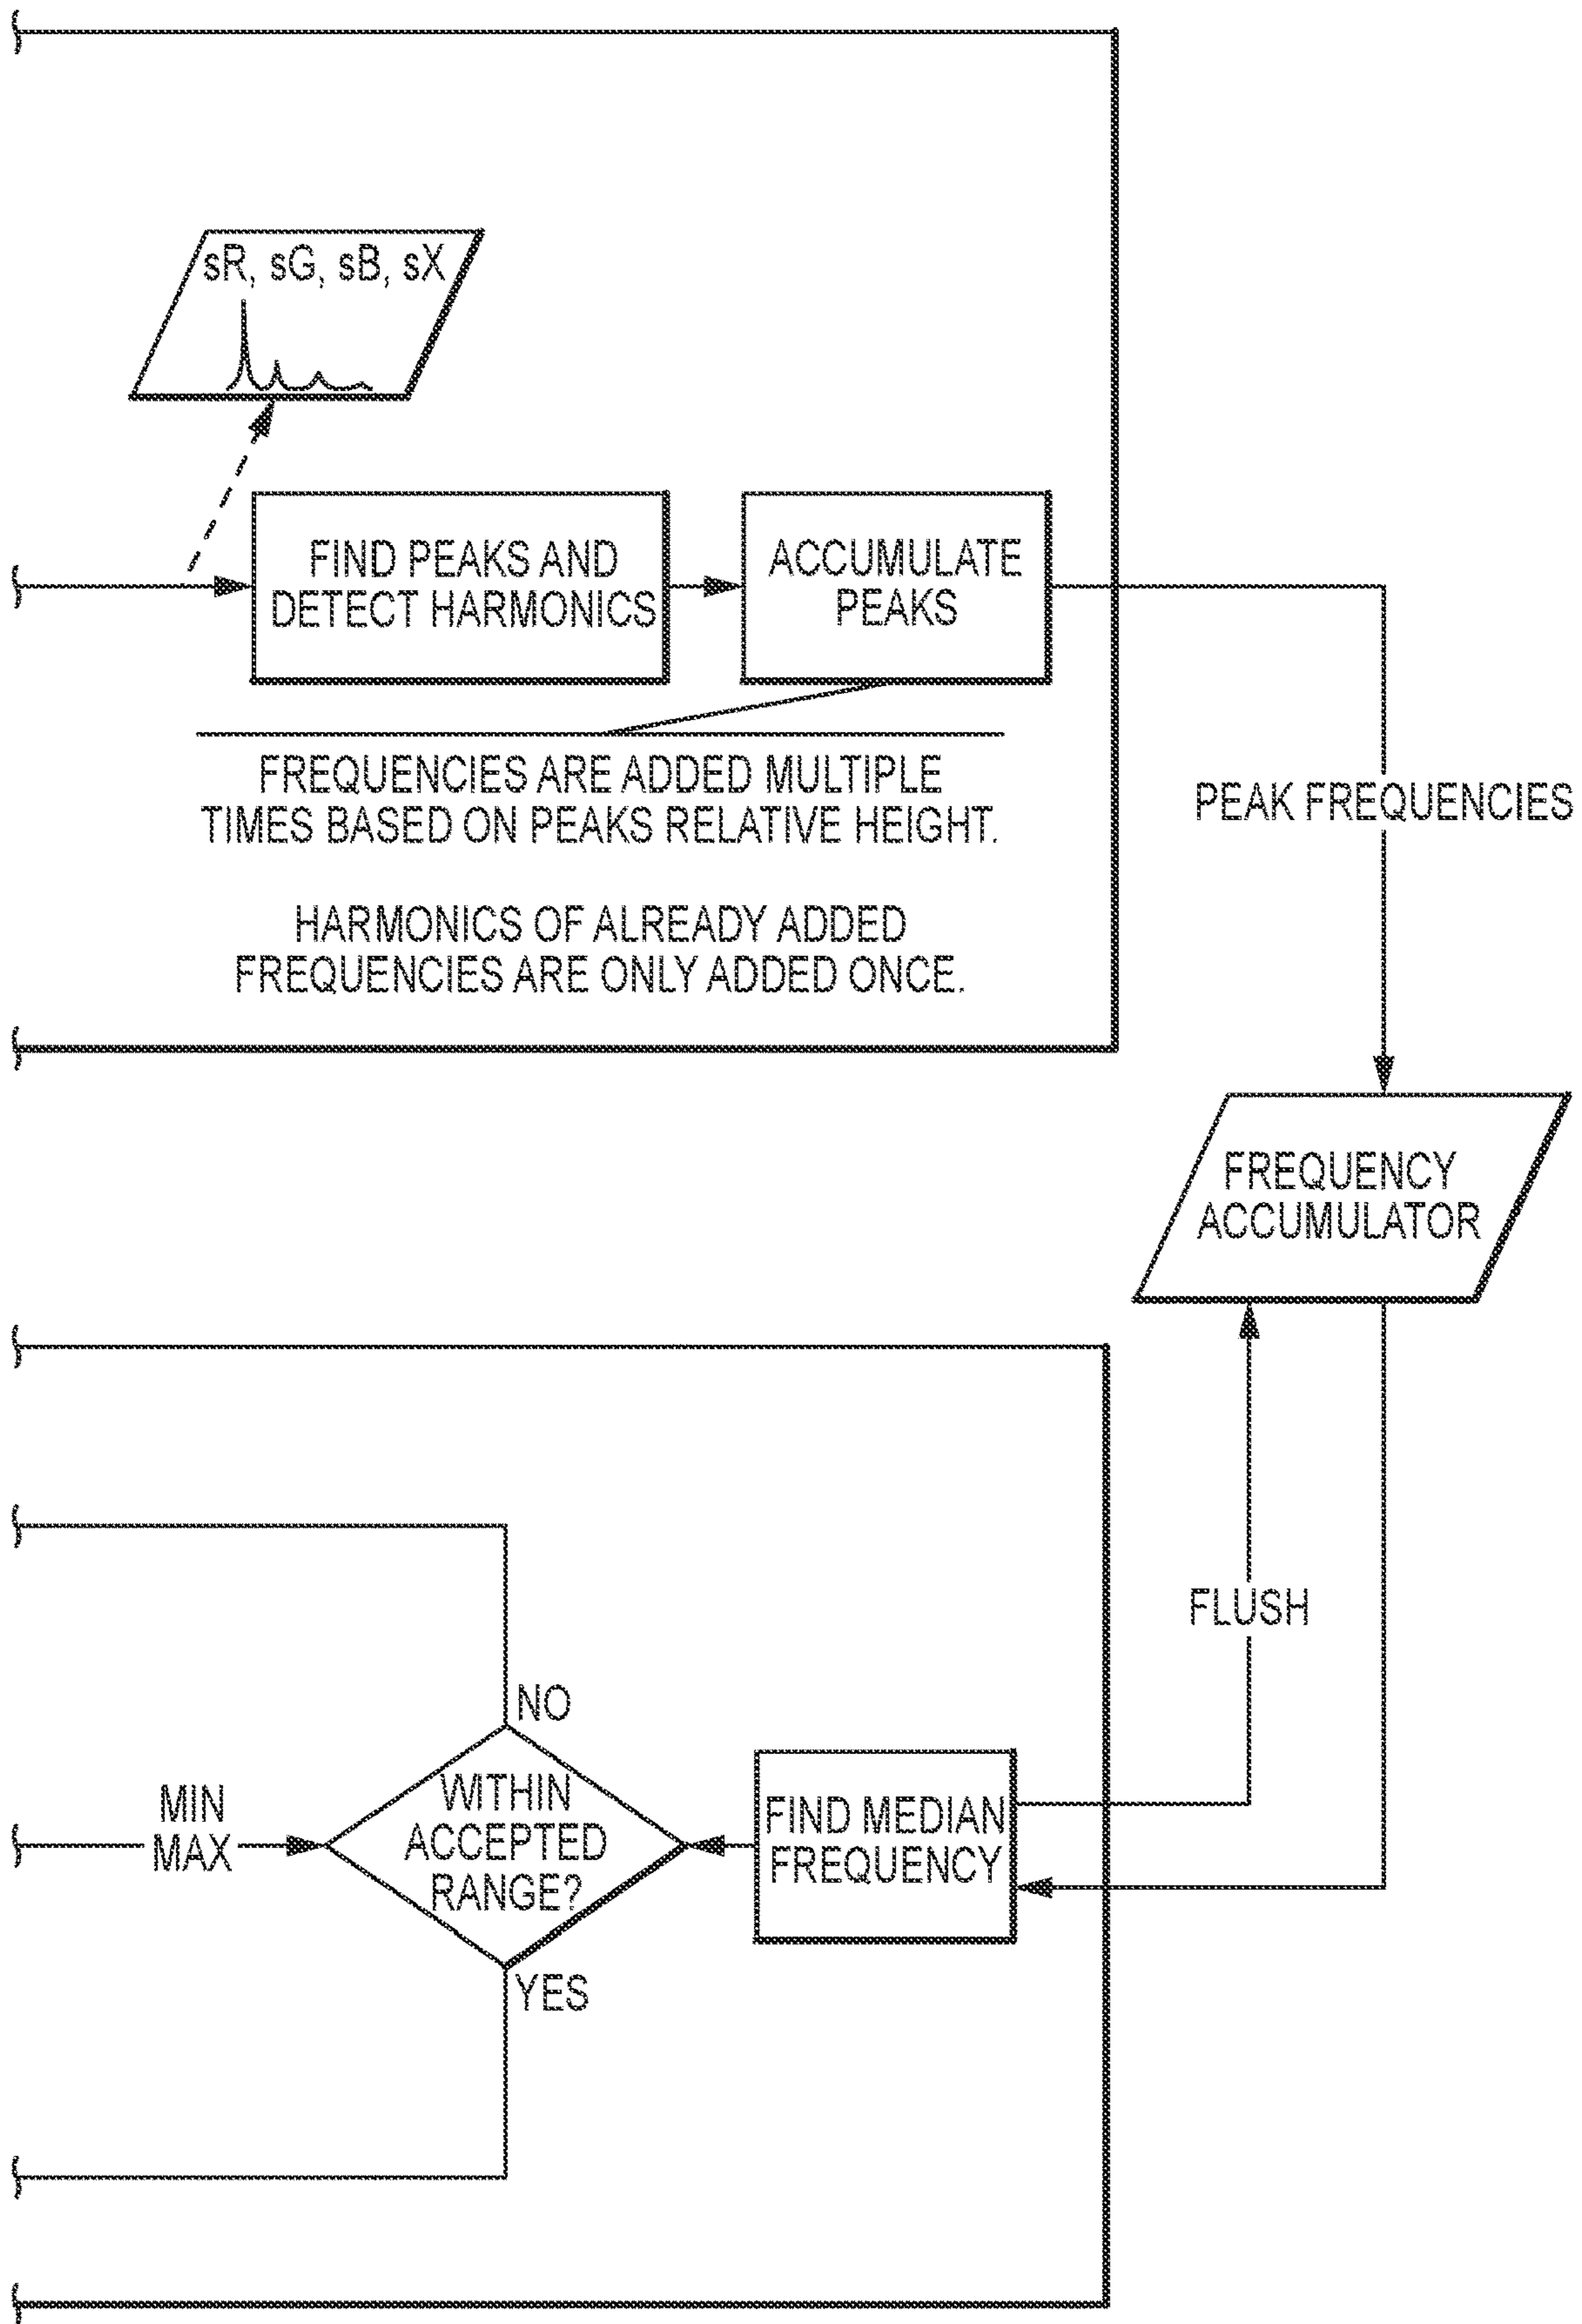 sR, sG, sB, sX
FIND PEAKS AND
DETECT HARMONICS
ACCUMULATE
PEAKS
FREQUENCIES ARE ADDED MULTIPLE
TIMES BASED ON PEAKS RELATIVE HEIGHT.
HARMONICS OF ALREADY ADDED
FREQUENCIES ARE ONLY ADDED ONCE.
PEAK FREQUENCIES
FREQUENCY
ACCUMULATOR
FLUSH
NO
WITHIN
ACCEPTED
RANGE?
YES
MIN
MAX
FIND MEDIAN
FREQUENCY